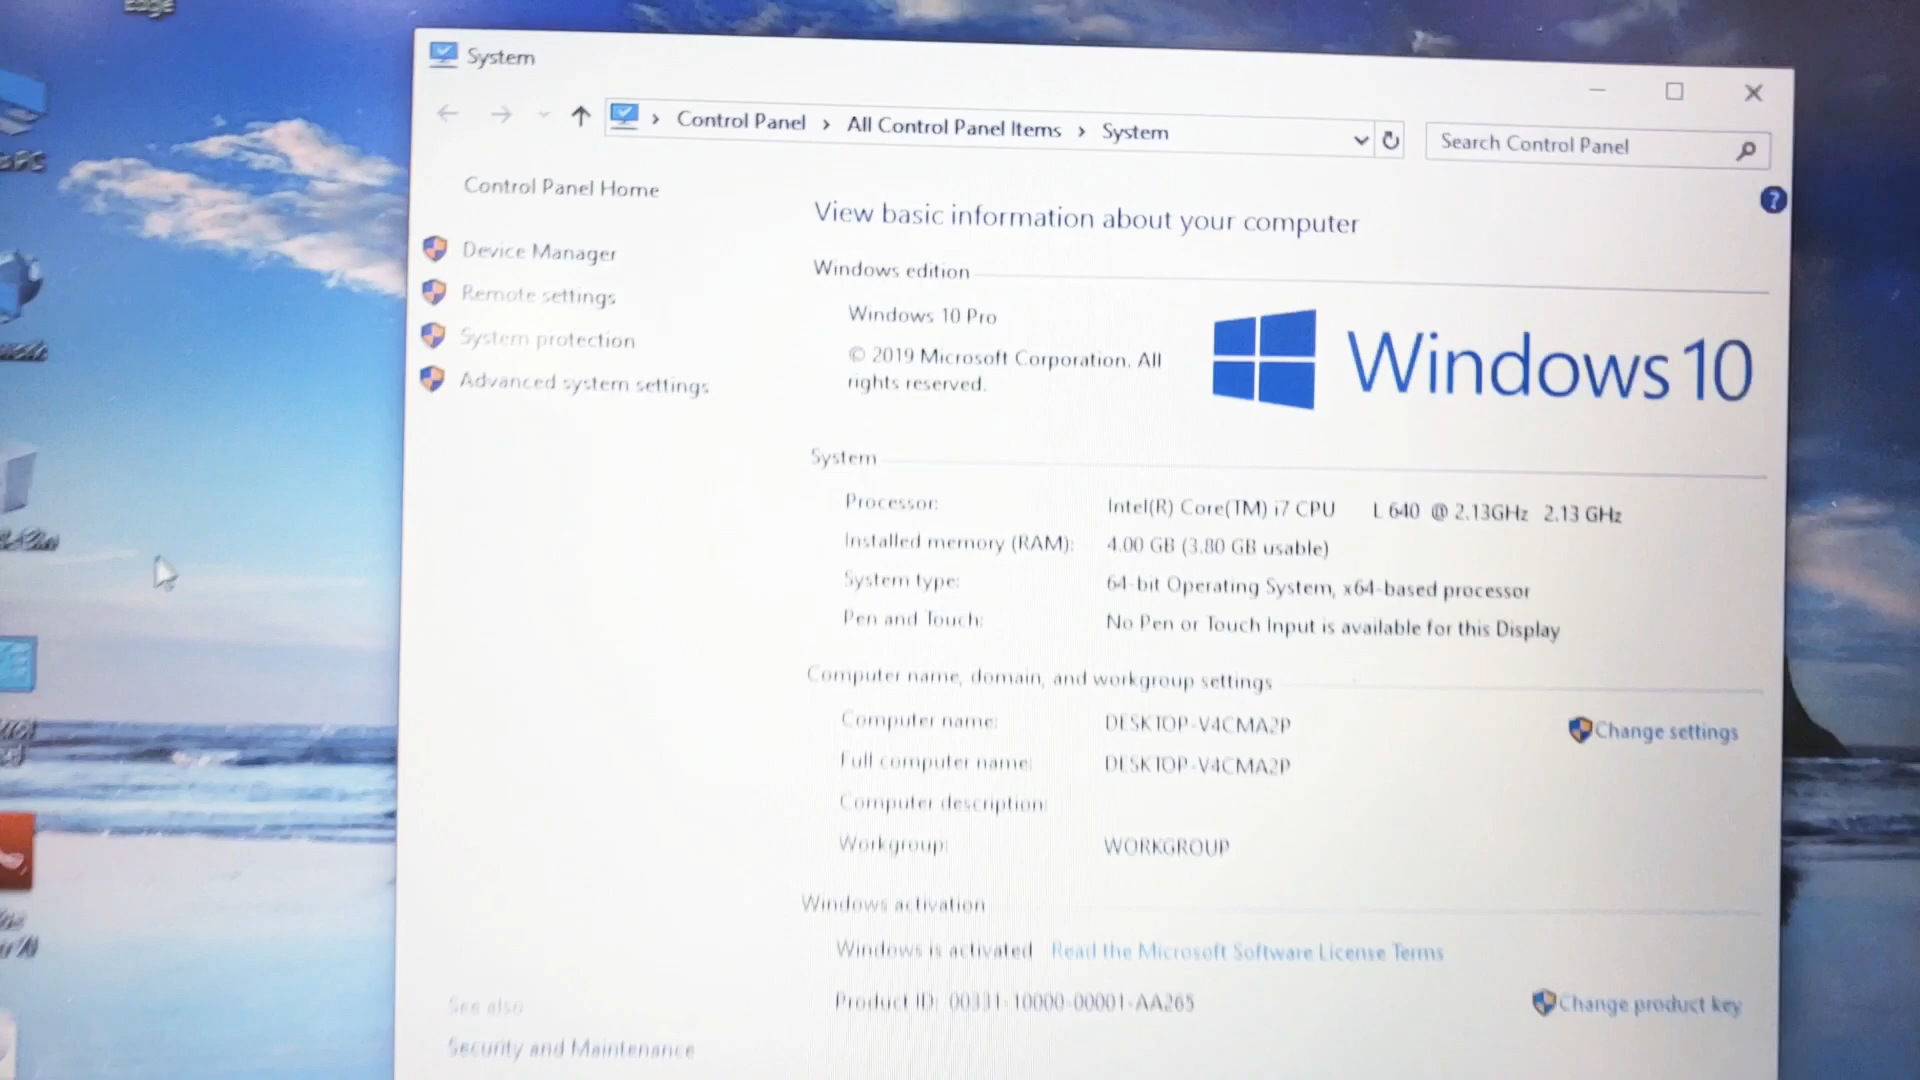 Edge
System
Control Panel › All Control Panel Items › System
Search Control Panel
?
Control Panel Home
Device Manager
Remote settings
System protection
Advanced system settings
View basic information about your computer
Windows edition
Windows 10 Pro
© 2019 Microsoft Corporation. All
rights reserved.
Windows 10
System
Processor: Intel(R) Core(TM) i7 CPU L 640 @ 2.13GHz 2.13 GHz
Installed memory (RAM): 4.00 GB (3.80 GB usable)
System type: 64-bit Operating System, x64-based processor
Pen and Touch: No Pen or Touch Input is available for this Display
Computer name, domain, and workgroup settings
Computer name: DESKTOP-V4CMA2P
Change settings
Full computer name: DESKTOP-V4CMA2P
Computer description:
Workgroup: WORKGROUP
Windows activation
Windows is activated Read the Microsoft Software License Terms
Product ID: 00331-10000-00001-AA265
Change product key
See also
Security and Maintenance